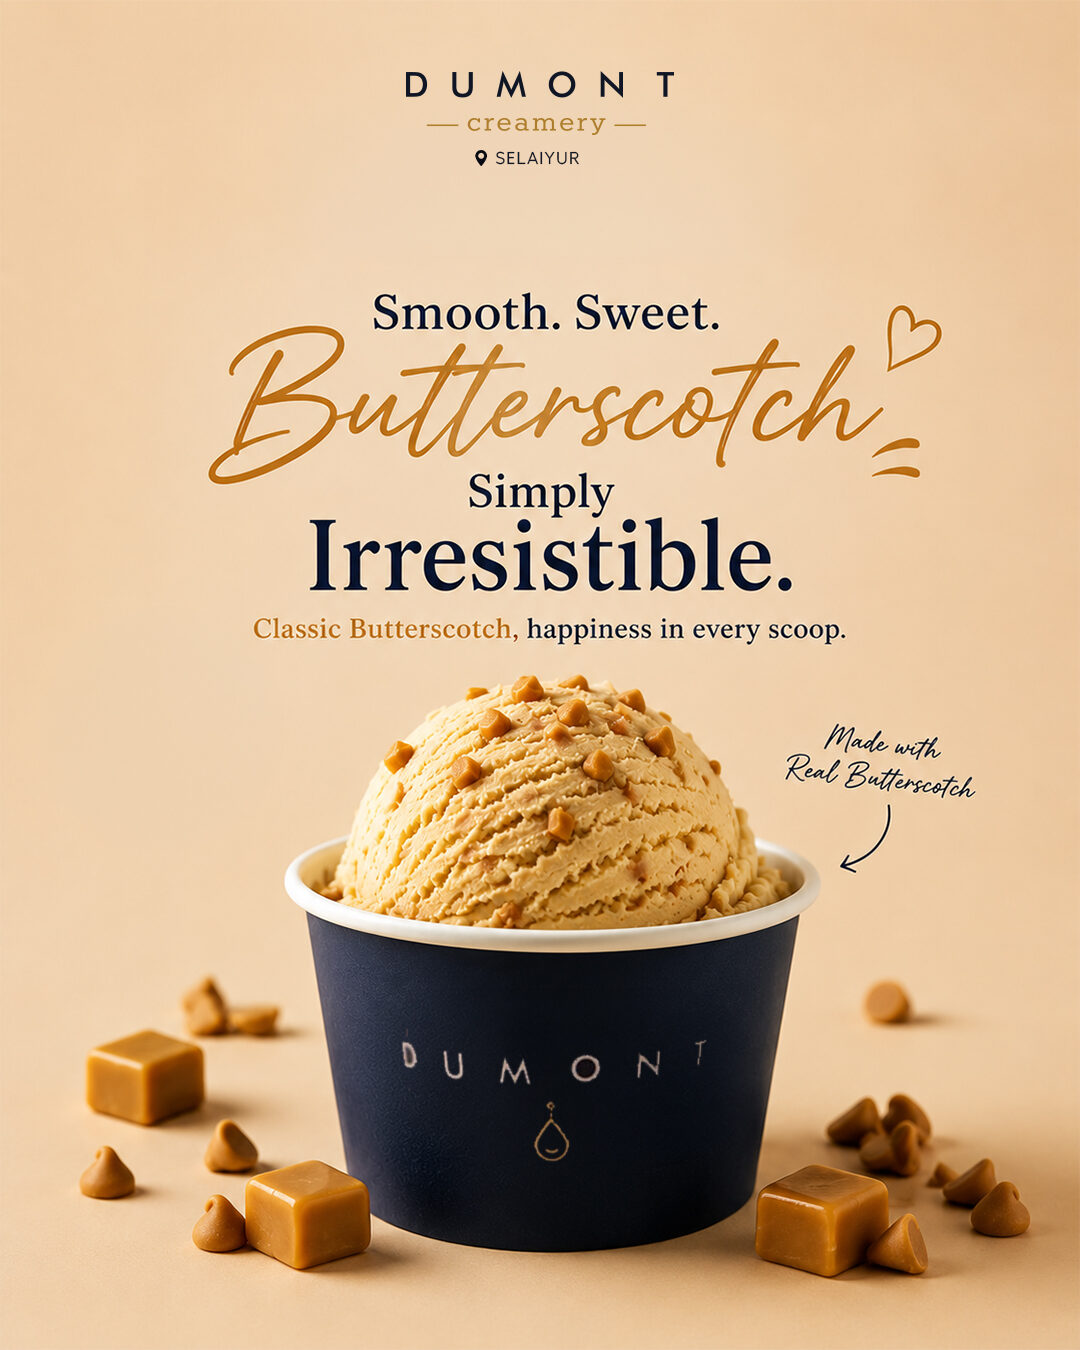 DUMONT
creamery
SELAIYUR
Smooth. Sweet.
Butterscotch
Simply
Irresistible.
Classic Butterscotch, happiness in every scoop.
Made with
Real Butterscotch
DUMONT